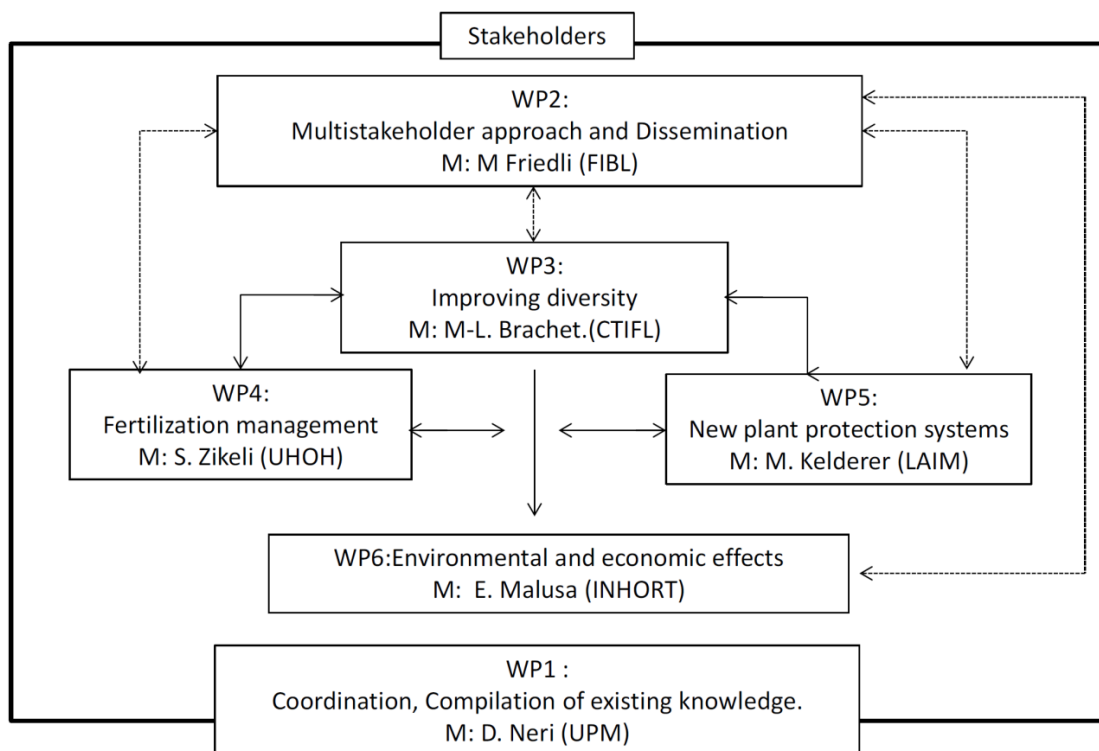 Stakeholders
WP2:
Multistakeholder approach and Dissemination
M: M Friedli (FIBL)
WP3:
Improving diversity
M: M-L. Brachet.(CTIFL)
WP4:
Fertilization management
M: S. Zikeli (UHOH)
WP5:
New plant protection systems
M: M. Kelderer (LAIM)
WP6:Environmental and economic effects
M: E. Malusa (INHORT)
WP1 :
Coordination, Compilation of existing knowledge.
M: D. Neri (UPM)